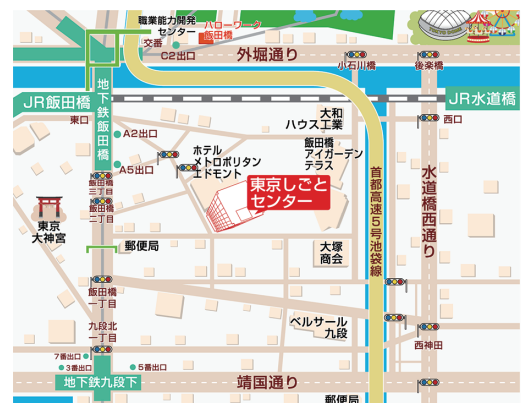 職業能力開発
センター
ハローワーク
飯田橋
交番
C2出口
外堀通り
小石川橋
後楽橋
JR飯田橋
地下鉄飯田橋
JR水道橋
東口
A2出口
大和
ハウス工業
西口
ホテル
メトロポリタン
エドモント
飯田橋
アイガーデン
テラス
A5出口
飯田橋
三丁目
東京しごと
センター
首都高速5号池袋線
水道橋西通り
飯田橋
二丁目
東京
大神宮
郵便局
大塚
商会
飯田橋
一丁目
ベルサール
九段
九段北
一丁目
西神田
7番出口
3番出口
5番出口
地下鉄九段下
靖国通り
郵便局